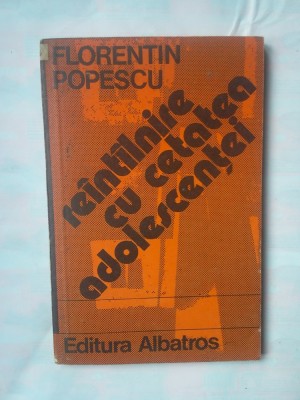 FLORENTIN
POPESCU
reîntîlnire
cu cetatea
adolescenței
Editura Albatros